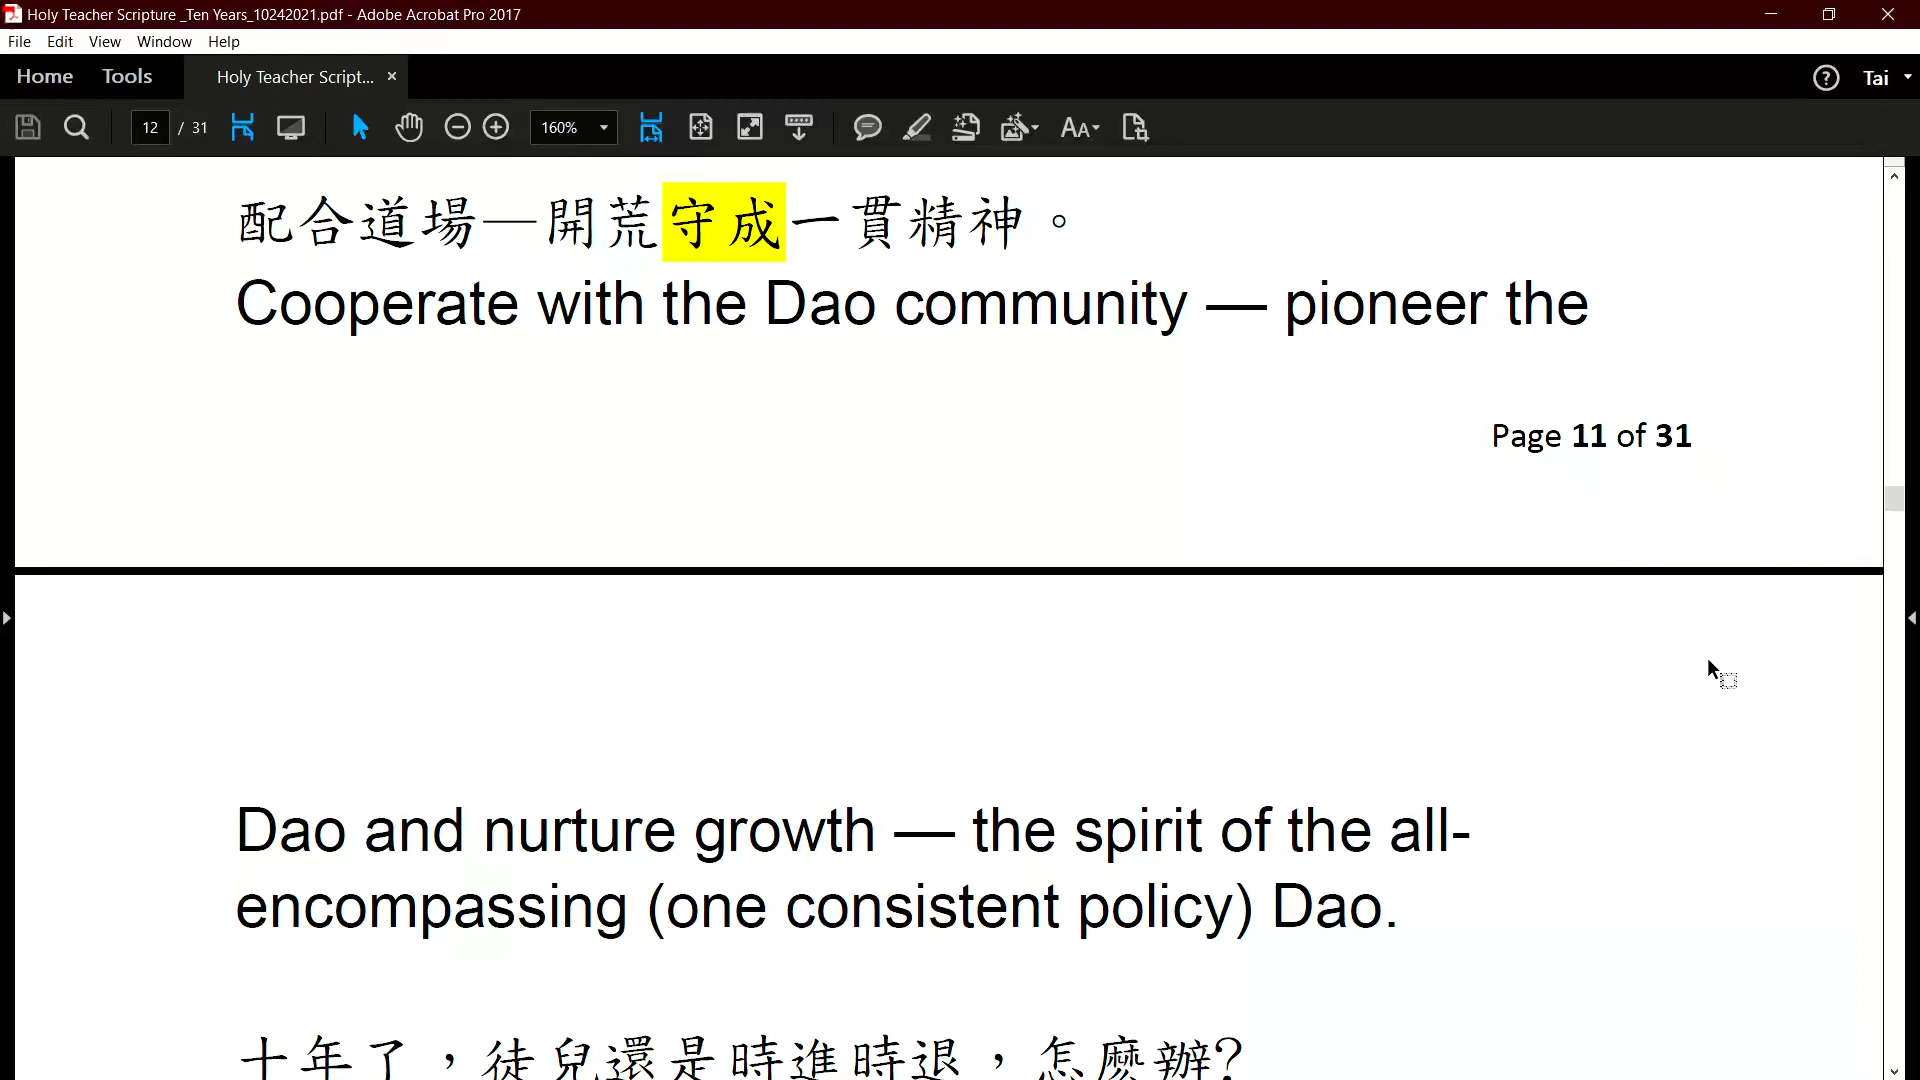 Holy Teacher Scripture _Ten Years_10242021.pdf - Adobe Acrobat Pro 2017
File Edit View Window Help
Home Tools Holy Teacher Script... × Tai
12 / 31 160%
配合道場—開荒守成一貫精神。
Cooperate with the Dao community — pioneer the
Page 11 of 31
Dao and nurture growth — the spirit of the all-
encompassing (one consistent policy) Dao.
十年了，徒兒還是時進時退，怎麼辦?